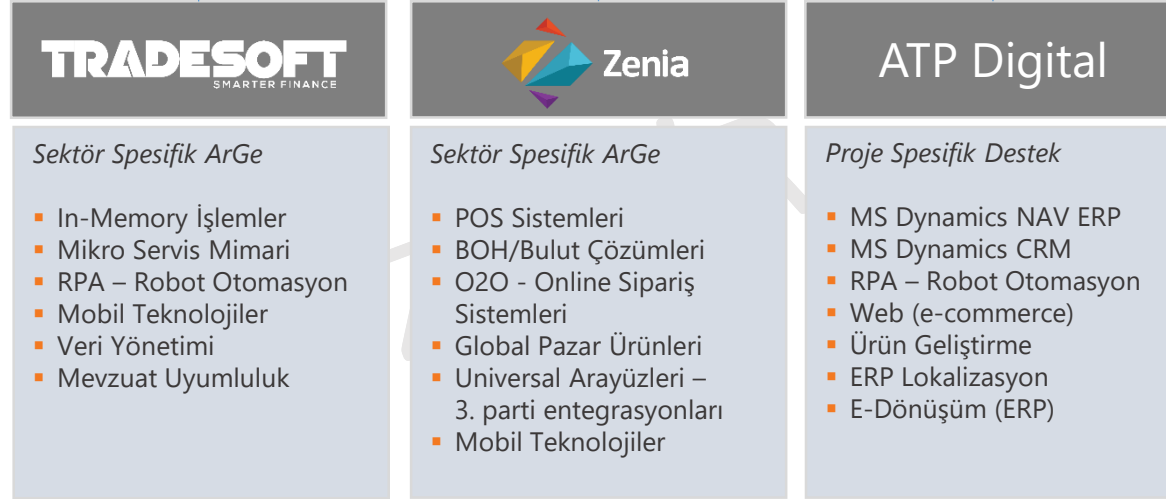 TRADESOFT
SMARTER FINANCE
Sektör Spesifik ArGe
▪ In-Memory İşlemler
▪ Mikro Servis Mimari
▪ RPA – Robot Otomasyon
▪ Mobil Teknolojiler
▪ Veri Yönetimi
▪ Mevzuat Uyumluluk
Zenia
Sektör Spesifik ArGe
▪ POS Sistemleri
▪ BOH/Bulut Çözümleri
▪ O2O - Online Sipariş
Sistemleri
▪ Global Pazar Ürünleri
▪ Universal Arayüzleri –
3. parti entegrasyonları
▪ Mobil Teknolojiler
ATP Digital
Proje Spesifik Destek
▪ MS Dynamics NAV ERP
▪ MS Dynamics CRM
▪ RPA – Robot Otomasyon
▪ Web (e-commerce)
▪ Ürün Geliştirme
▪ ERP Lokalizasyon
▪ E-Dönüşüm (ERP)